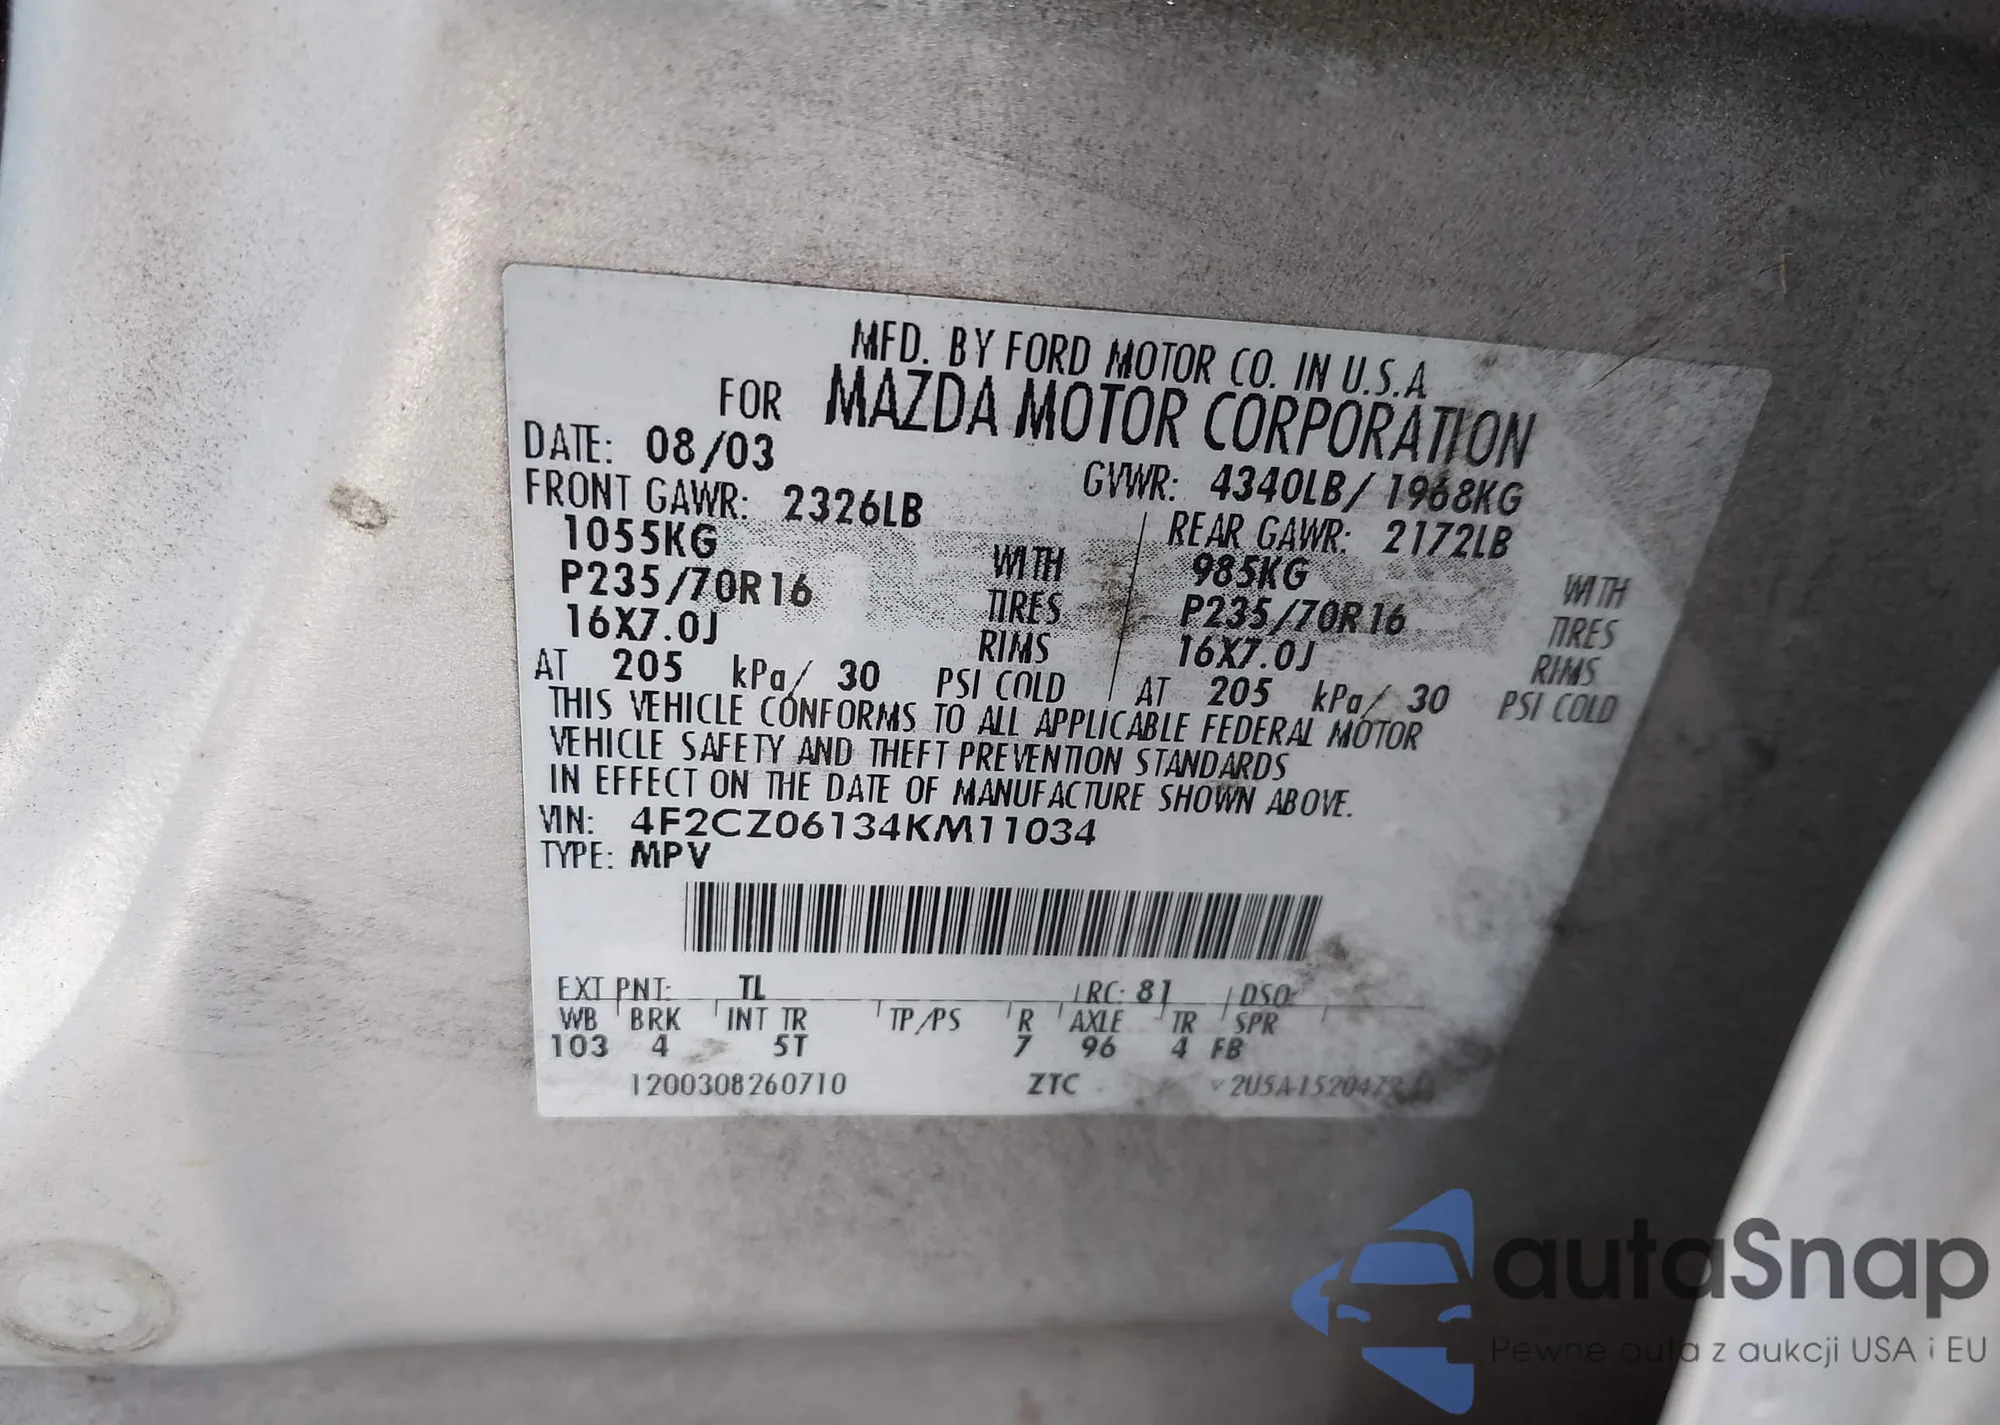 MFD. BY FORD MOTOR CO. IN U.S.A
FOR MAZDA MOTOR CORPORATION
DATE: 08/03 GVWR: 4340LB/ 1968KG
FRONT GAWR: 2326LB REAR GAWR: 2172LB
1055KG WITH 985KG WITH
P235/70R16 TIRES P235/70R16 TIRES
16X7.0J RIMS 16X7.0J RIMS
AT 205 kPa/ 30 PSI COLD AT 205 kPa/ 30 PSI COLD
THIS VEHICLE CONFORMS TO ALL APPLICABLE FEDERAL MOTOR
VEHICLE SAFETY AND THEFT PREVENTION STANDARDS
IN EFFECT ON THE DATE OF MANUFACTURE SHOWN ABOVE.
VIN: 4F2CZ06134KM11034
TYPE: MPV
EXT PNT: TL RC: 81 DSO:
WB BRK INT TR TP/PS R AXLE TR SPR
103 4 5T 7 96 4 FB
1200308260710 ZTC
autaSnap
Pewne auta z aukcji USA i EU